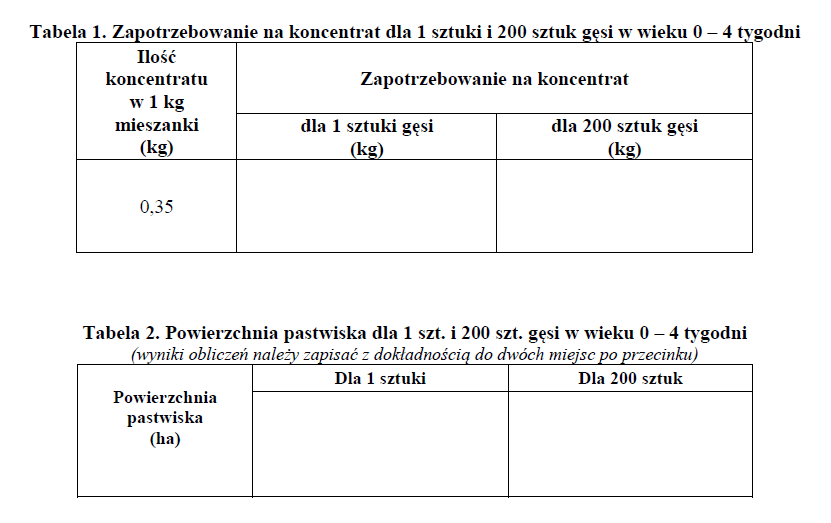 Tabela 1. Zapotrzebowanie na koncentrat dla 1 sztuki i 200 sztuk gęsi w wieku 0 – 4 tygodni
Ilość
koncentratu
w 1 kg
mieszanki
(kg)
Zapotrzebowanie na koncentrat
dla 1 sztuki gęsi
(kg)
dla 200 sztuk gęsi
(kg)
0,35
Tabela 2. Powierzchnia pastwiska dla 1 szt. i 200 szt. gęsi w wieku 0 – 4 tygodni
(wyniki obliczeń należy zapisać z dokładnością do dwóch miejsc po przecinku)
Powierzchnia
pastwiska
(ha)
Dla 1 sztuki
Dla 200 sztuk